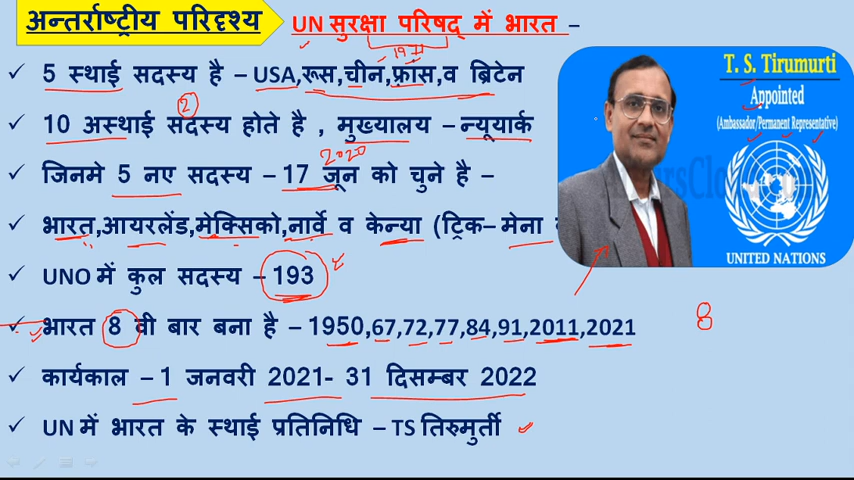 अन्तर्राष्ट्रीय परिदृश्य
UN सुरक्षा परिषद् में भारत –
✓ 5 स्थाई सदस्य है – USA,रूस,चीन,फ्रांस,व ब्रिटेन
✓ 10 अस्थाई सदस्य होते है , मुख्यालय – न्यूयार्क
2
2020
✓ जिनमे 5 नए सदस्य – 17 जून को चुने है –
✓ भारत,आयरलेंड,मेक्सिको,नार्वे व केन्या (ट्रिक– मेना
✓ UNO में कुल सदस्य – 193
✓ भारत 8 वी बार बना है – 1950,67,72,77,84,91,2011,2021
8
✓ कार्यकाल – 1 जनवरी 2021- 31 दिसम्बर 2022
✓ UN में भारत के स्थाई प्रतिनिधि – TS तिरुमुर्ती
T. S. Tirumurti
Appointed
(Ambassador/Permanent Representative)
UNITED NATIONS